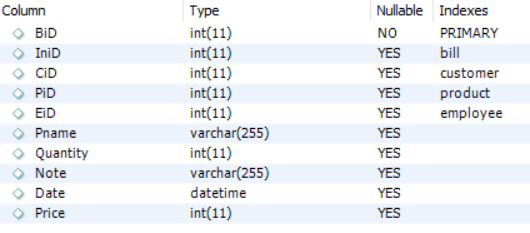 Column Type Nullable Indexes
BiD int(11) NO PRIMARY
IniD int(11) YES bill
CiD int(11) YES customer
PiD int(11) YES product
EiD int(11) YES employee
Pname varchar(255) YES
Quantity int(11) YES
Note varchar(255) YES
Date datetime YES
Price int(11) YES